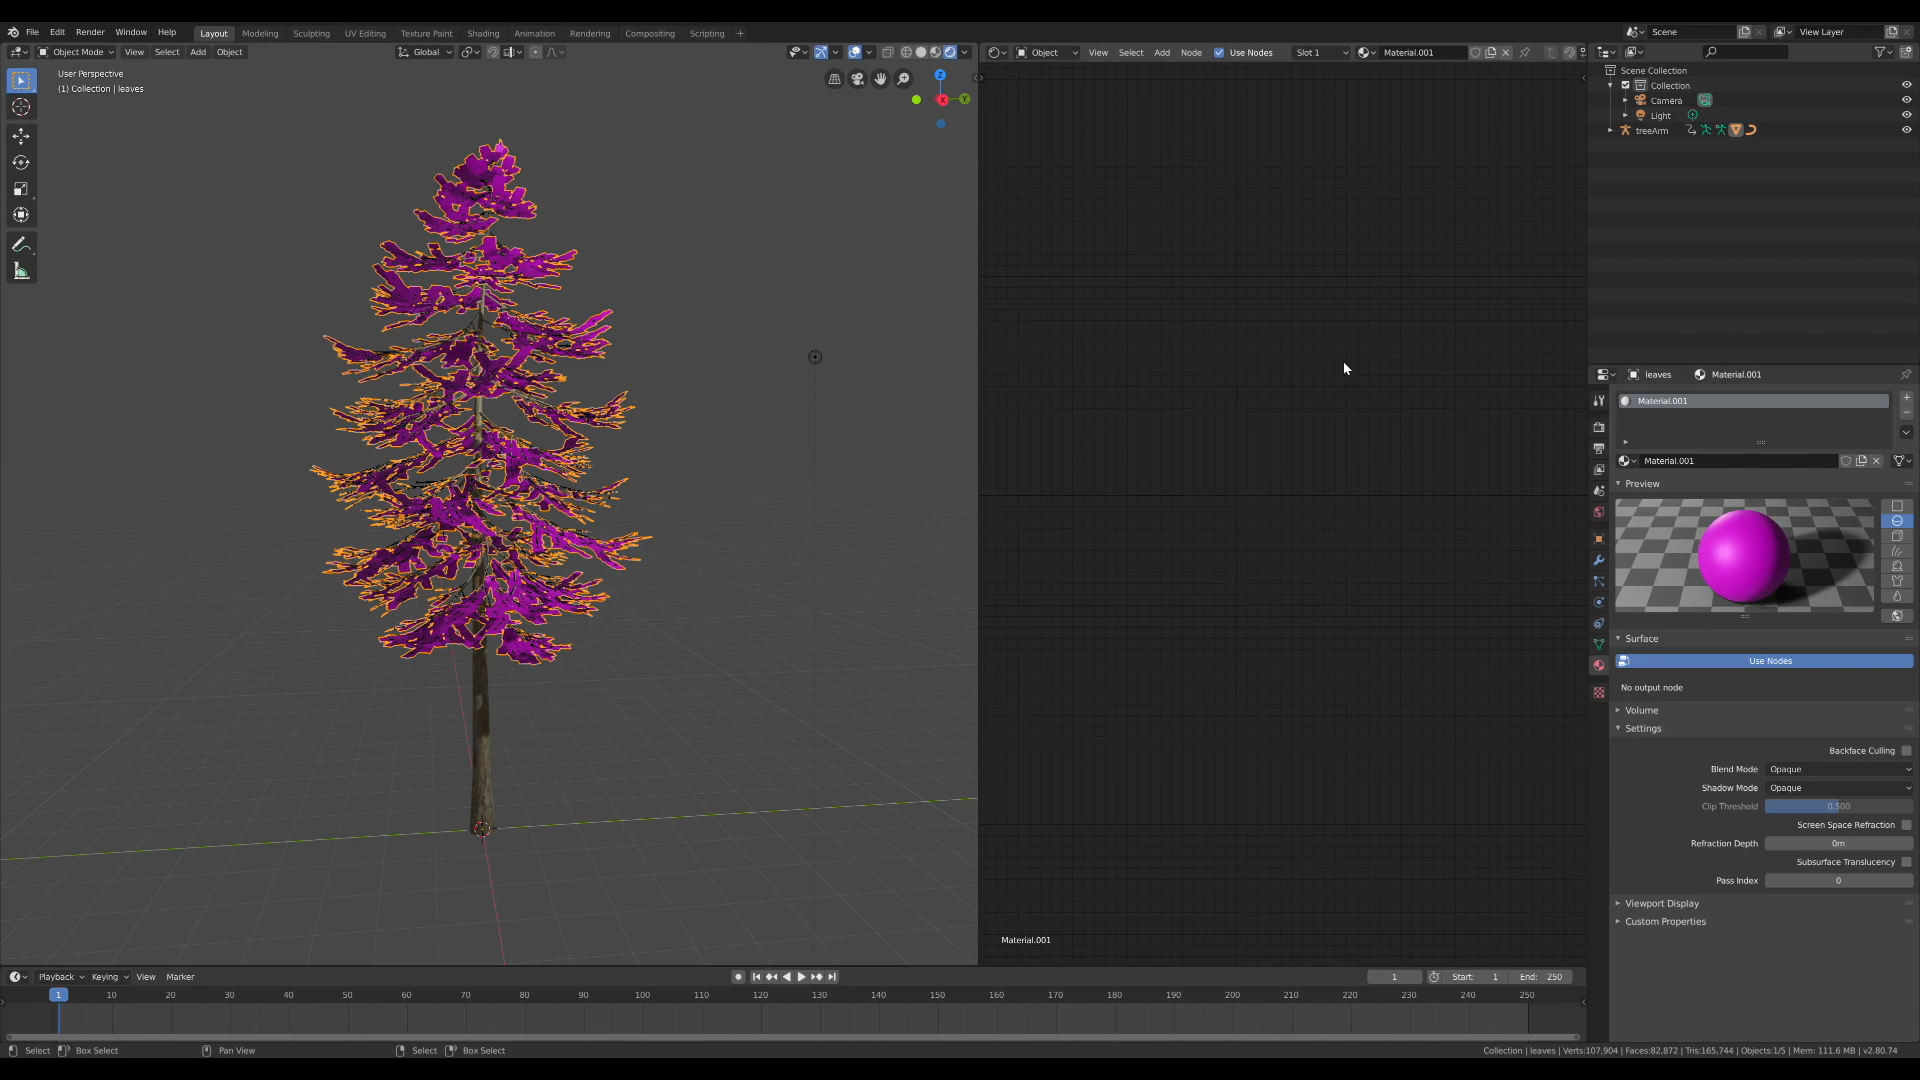 File Edit Render Window Help Layout Modeling Sculpting UV Editing Texture Paint Shading Animation Rendering Compositing Scripting + Scene View Layer
Object Mode View Select Add Object Global
Object View Select Add Node Use Nodes Slot 1 Material.001
User Perspective
(1) Collection | leaves
Z
X
Y
Scene Collection
Collection
Camera
Light
treeArm
leaves Material.001
Material.001
Material.001
Preview
Surface
Use Nodes
No output node
Volume
Settings
Backface Culling
Blend Mode Opaque
Shadow Mode Opaque
Clip Threshold 0.500
Screen Space Refraction
Refraction Depth 0m
Subsurface Translucency
Pass Index 0
Viewport Display
Custom Properties
Material.001
Playback Keying View Marker 1 Start: 1 End: 250
1 10 20 30 40 50 60 70 80 90 100 110 120 130 140 150 160 170 180 190 200 210 220 230 240 250
Select Box Select Pan View Select Box Select Collection | leaves | Verts:107,904 | Faces:82,872 | Tris:165,744 | Objects:1/5 | Mem: 111.6 MB | v2.80.74